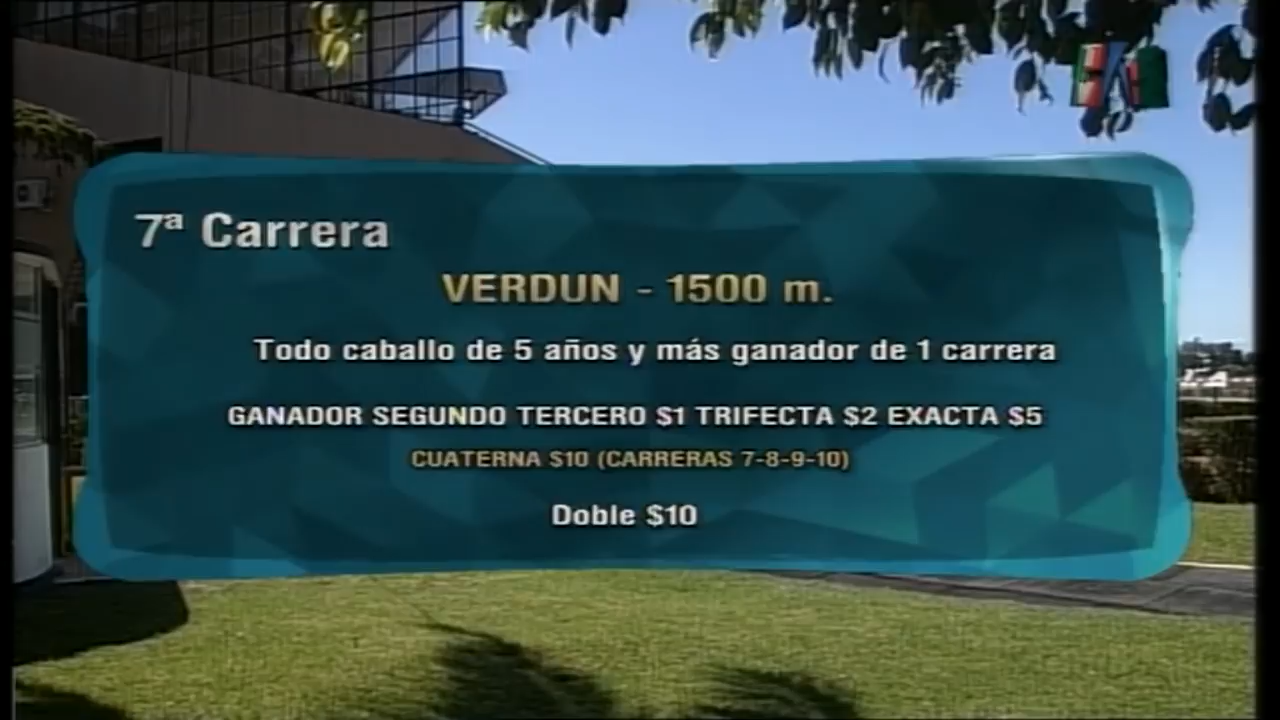 7ª Carrera
VERDUN - 1500 m.
Todo caballo de 5 años y más ganador de 1 carrera
GANADOR SEGUNDO TERCERO $1 TRIFECTA $2 EXACTA $5
CUATERNA $10 (CARRERAS 7-8-9-10)
Doble $10